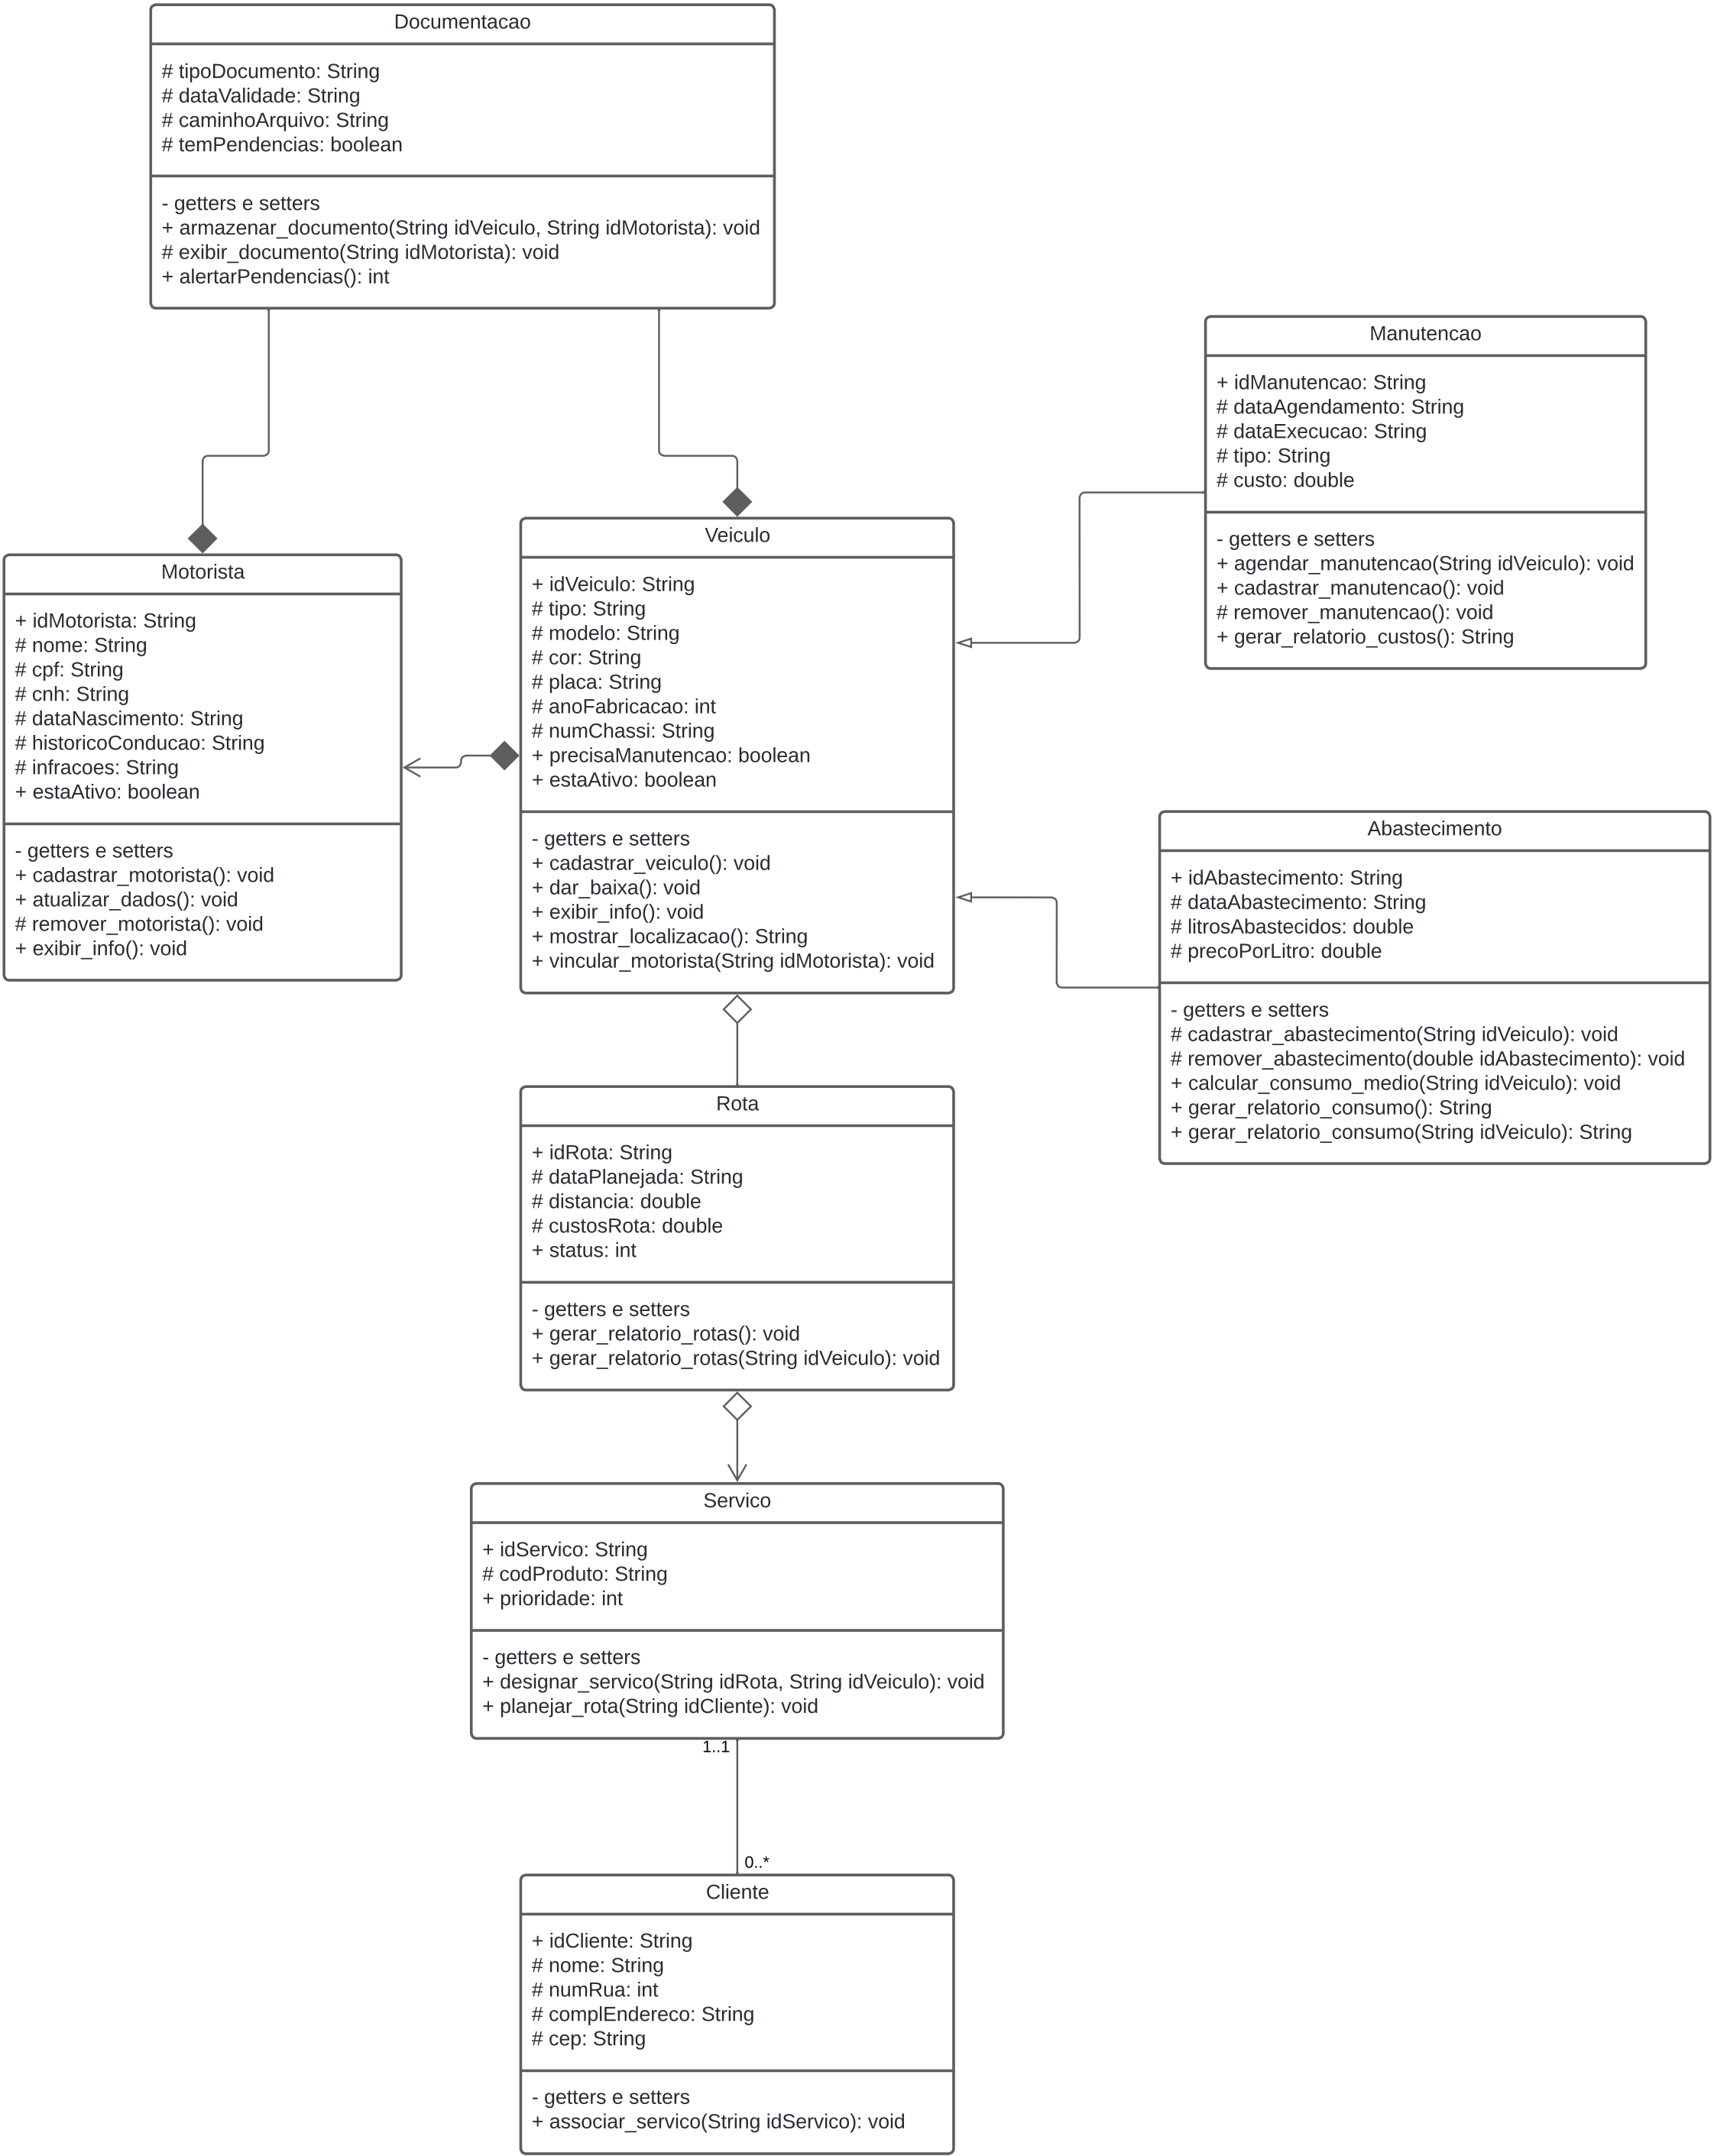 Documentacao
# tipoDocumento: String
# dataValidade: String
# caminhoArquivo: String
# temPendencias: boolean
- getters e setters
+ armazenar_documento(String idVeiculo, String idMotorista): void
# exibir_documento(String idMotorista): void
+ alertarPendencias(): int
Manutencao
+ idManutencao: String
# dataAgendamento: String
# dataExecucao: String
# tipo: String
# custo: double
- getters e setters
+ agendar_manutencao(String idVeiculo): void
+ cadastrar_manutencao(): void
# remover_manutencao(): void
+ gerar_relatorio_custos(): String
Motorista
+ idMotorista: String
# nome: String
# cpf: String
# cnh: String
# dataNascimento: String
# historicoConducao: String
# infracoes: String
+ estaAtivo: boolean
- getters e setters
+ cadastrar_motorista(): void
+ atualizar_dados(): void
# remover_motorista(): void
+ exibir_info(): void
Veiculo
+ idVeiculo: String
# tipo: String
# modelo: String
# cor: String
# placa: String
# anoFabricacao: int
# numChassi: String
+ precisaManutencao: boolean
+ estaAtivo: boolean
- getters e setters
+ cadastrar_veiculo(): void
+ dar_baixa(): void
+ exibir_info(): void
+ mostrar_localizacao(): String
+ vincular_motorista(String idMotorista): void
Abastecimento
+ idAbastecimento: String
# dataAbastecimento: String
# litrosAbastecidos: double
# precoPorLitro: double
- getters e setters
# cadastrar_abastecimento(String idVeiculo): void
# remover_abastecimento(double idAbastecimento): void
+ calcular_consumo_medio(String idVeiculo): void
+ gerar_relatorio_consumo(): String
+ gerar_relatorio_consumo(String idVeiculo): String
Rota
+ idRota: String
# dataPlanejada: String
# distancia: double
# custosRota: double
+ status: int
- getters e setters
+ gerar_relatorio_rotas(): void
+ gerar_relatorio_rotas(String idVeiculo): void
Servico
+ idServico: String
# codProduto: String
+ prioridade: int
- getters e setters
+ designar_servico(String idRota, String idVeiculo): void
+ planejar_rota(String idCliente): void
1..1
0..*
Cliente
+ idCliente: String
# nome: String
# numRua: int
# complEndereco: String
# cep: String
- getters e setters
+ associar_servico(String idServico): void